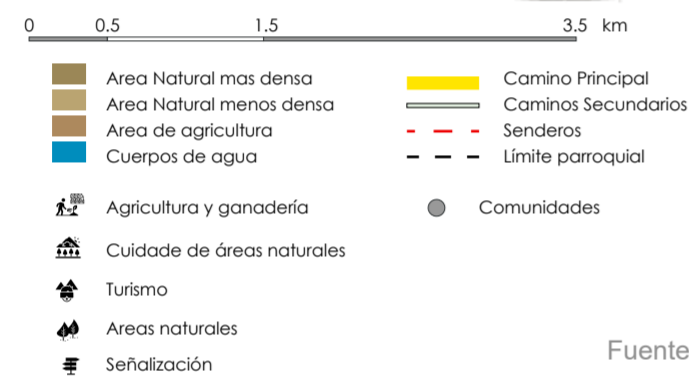 0 0.5 1.5 3.5 km
Area Natural mas densa
Area Natural menos densa
Area de agricultura
Cuerpos de agua
Camino Principal
Caminos Secundarios
Senderos
Límite parroquial
Agricultura y ganadería
Comunidades
Cuidade de áreas naturales
Turismo
Areas naturales
Señalización
Fuente